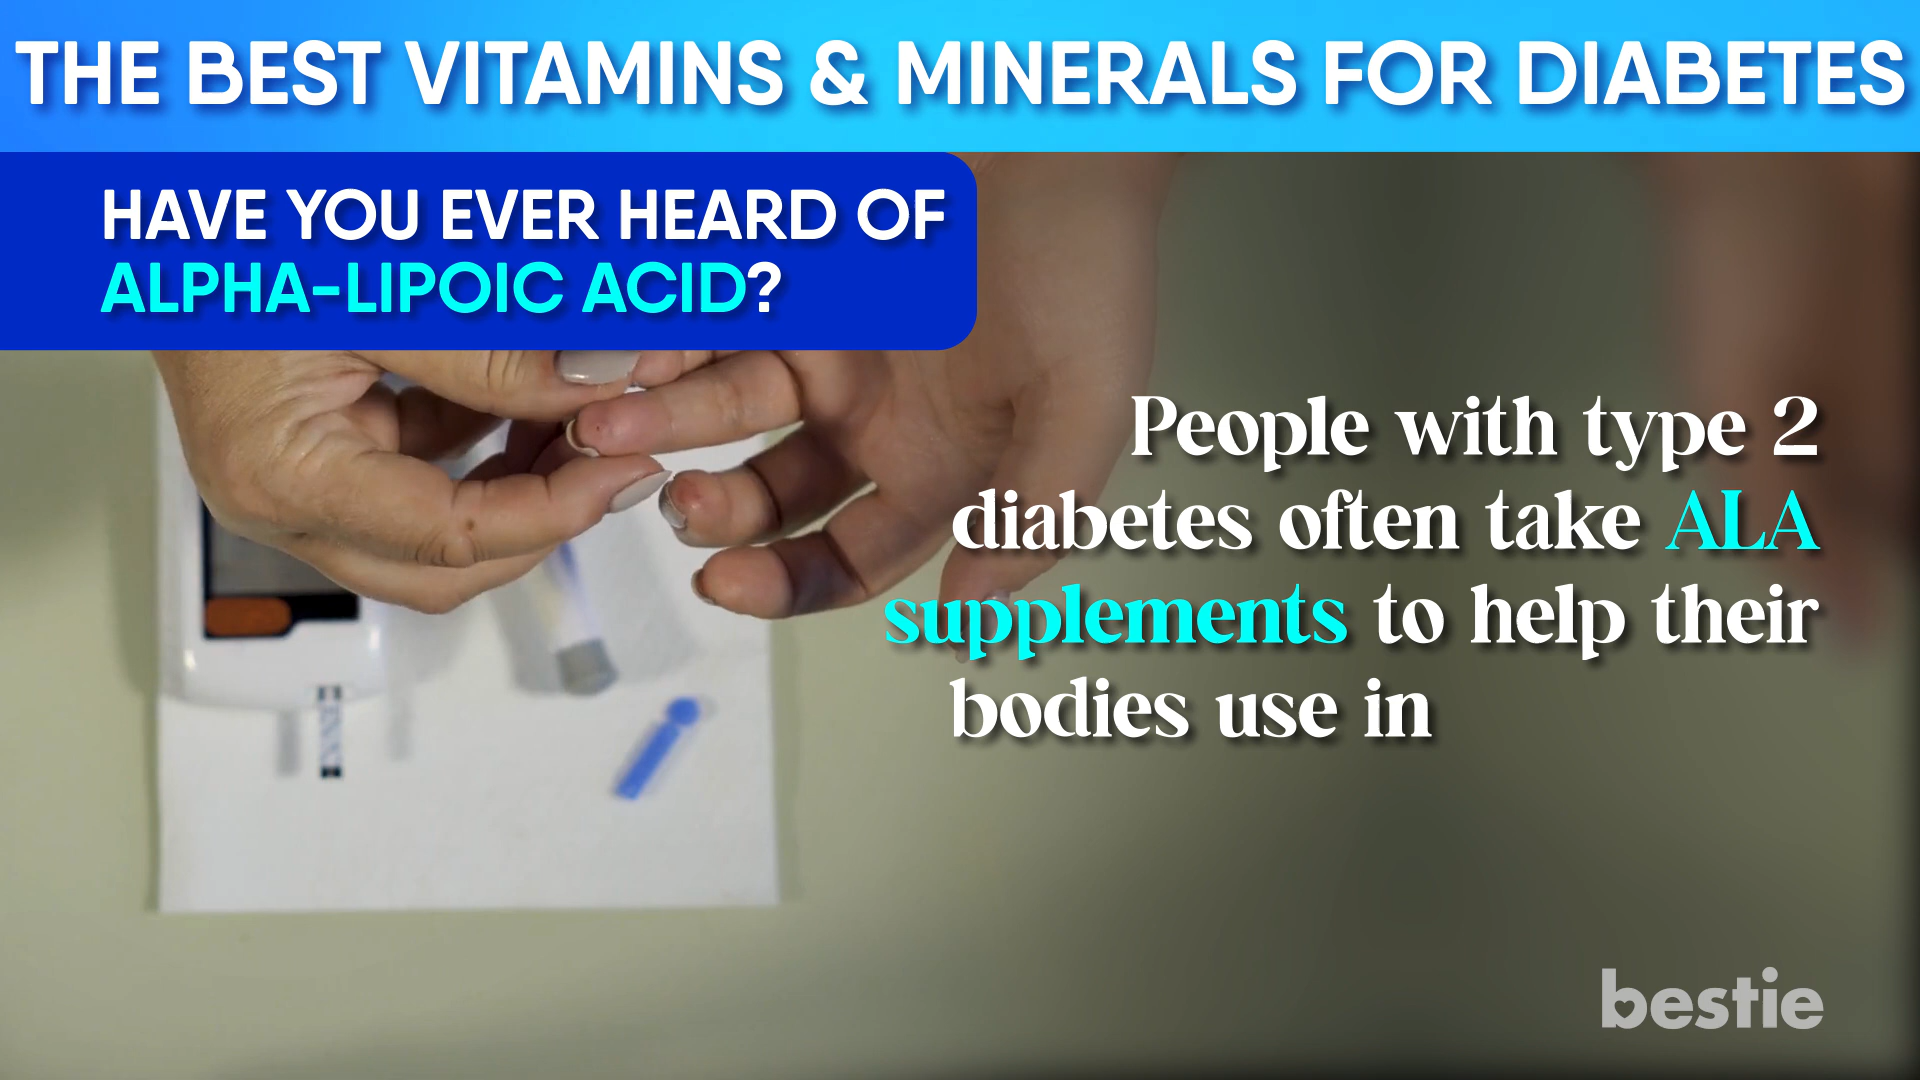 THE BEST VITAMINS & MINERALS FOR DIABETES
HAVE YOU EVER HEARD OF
ALPHA-LIPOIC ACID?
People with type 2
diabetes often take ALA
supplements to help their
bodies use in
bestie